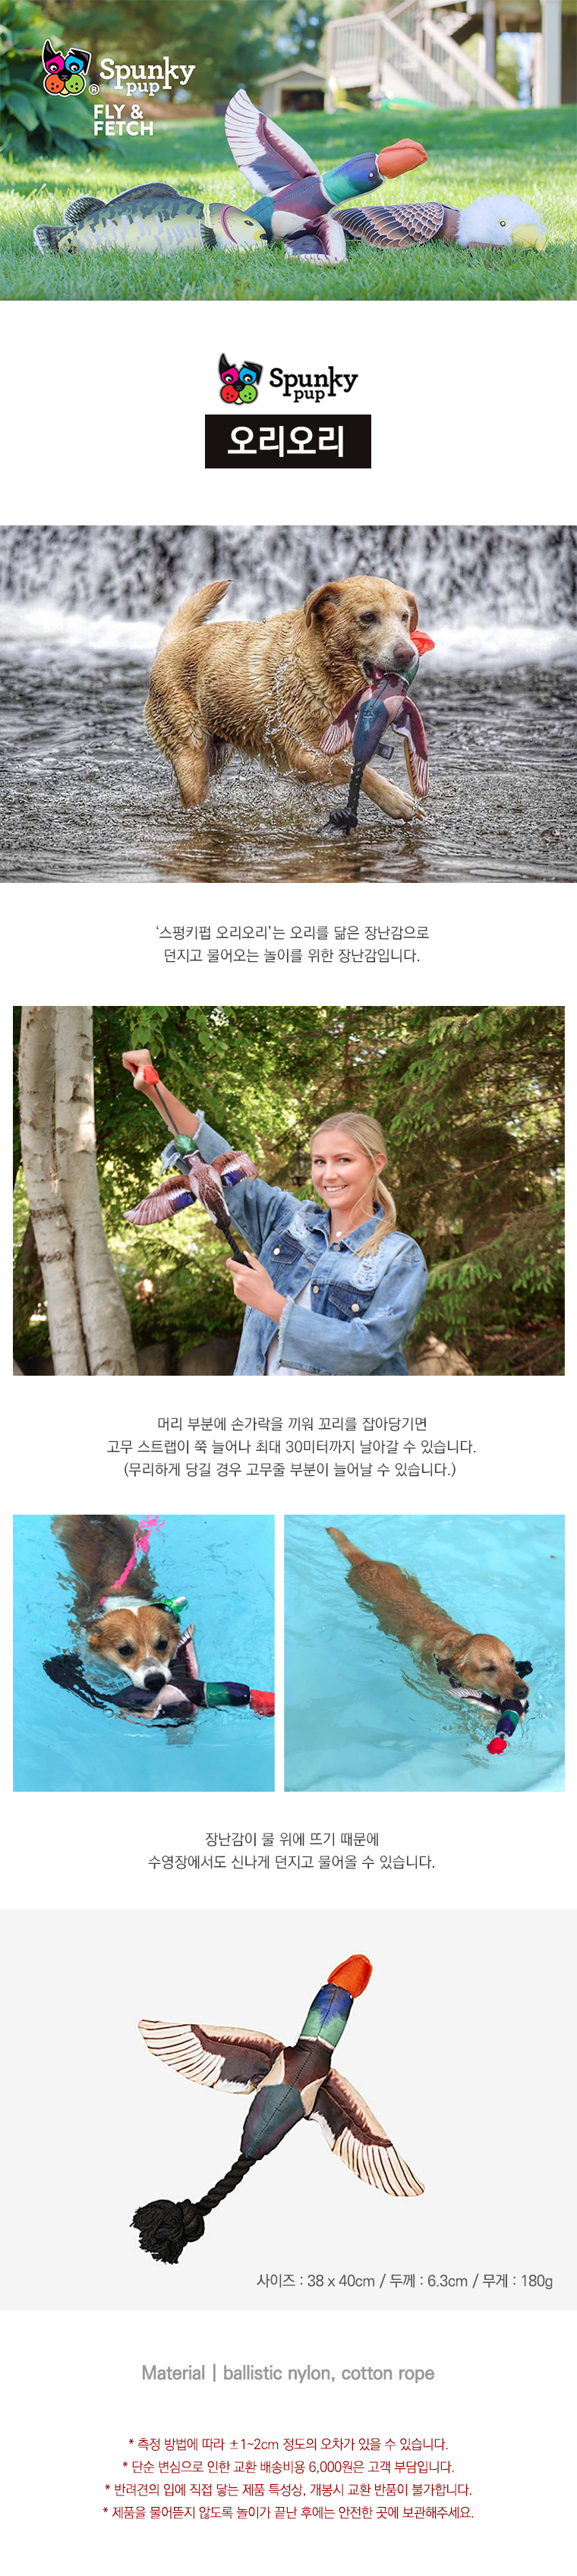 Spunky
pup
FLY &
FETCH
Spunky
pup
오리오리
‘스펑키펍 오리오리’는 오리를 닮은 장난감으로
던지고 물어오는 놀이를 위한 장난감입니다.
머리 부분에 손가락을 끼워 꼬리를 잡아당기면
고무 스트랩이 쭉 늘어나 최대 30미터까지 날아갈 수 있습니다.
(무리하게 당길 경우 고무줄 부분이 늘어날 수 있습니다.)
장난감이 물 위에 뜨기 때문에
수영장에서도 신나게 던지고 물어올 수 있습니다.
사이즈 : 38 x 40cm / 두께 : 6.3cm / 무게 : 180g
Material | ballistic nylon, cotton rope
* 측정 방법에 따라 ±1~2cm 정도의 오차가 있을 수 있습니다.
* 단순 변심으로 인한 교환 배송비용 6,000원은 고객 부담입니다.
* 반려견의 입에 직접 닿는 제품 특성상, 개봉시 교환 반품이 불가합니다.
* 제품을 물어뜯지 않도록 놀이가 끝난 후에는 안전한 곳에 보관해주세요.